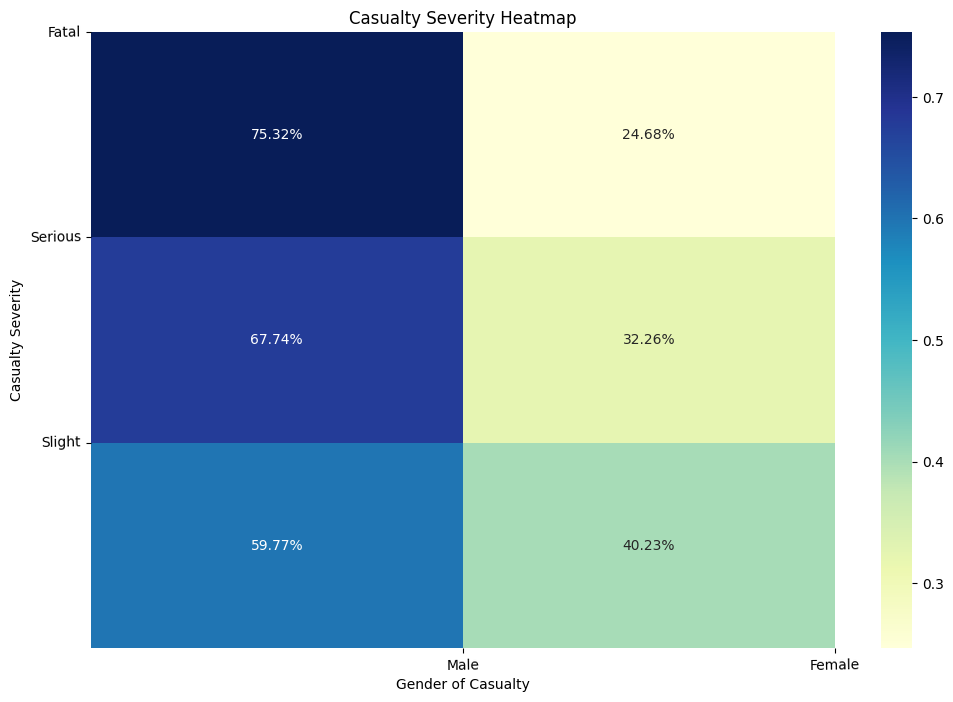 Casualty Severity Heatmap
Fatal
75.32%
24.68%
0.7
Serious
0.6
Casualty Severity
67.74%
32.26%
0.5
Slight
0.4
59.77%
40.23%
0.3
Male
Female
Gender of Casualty